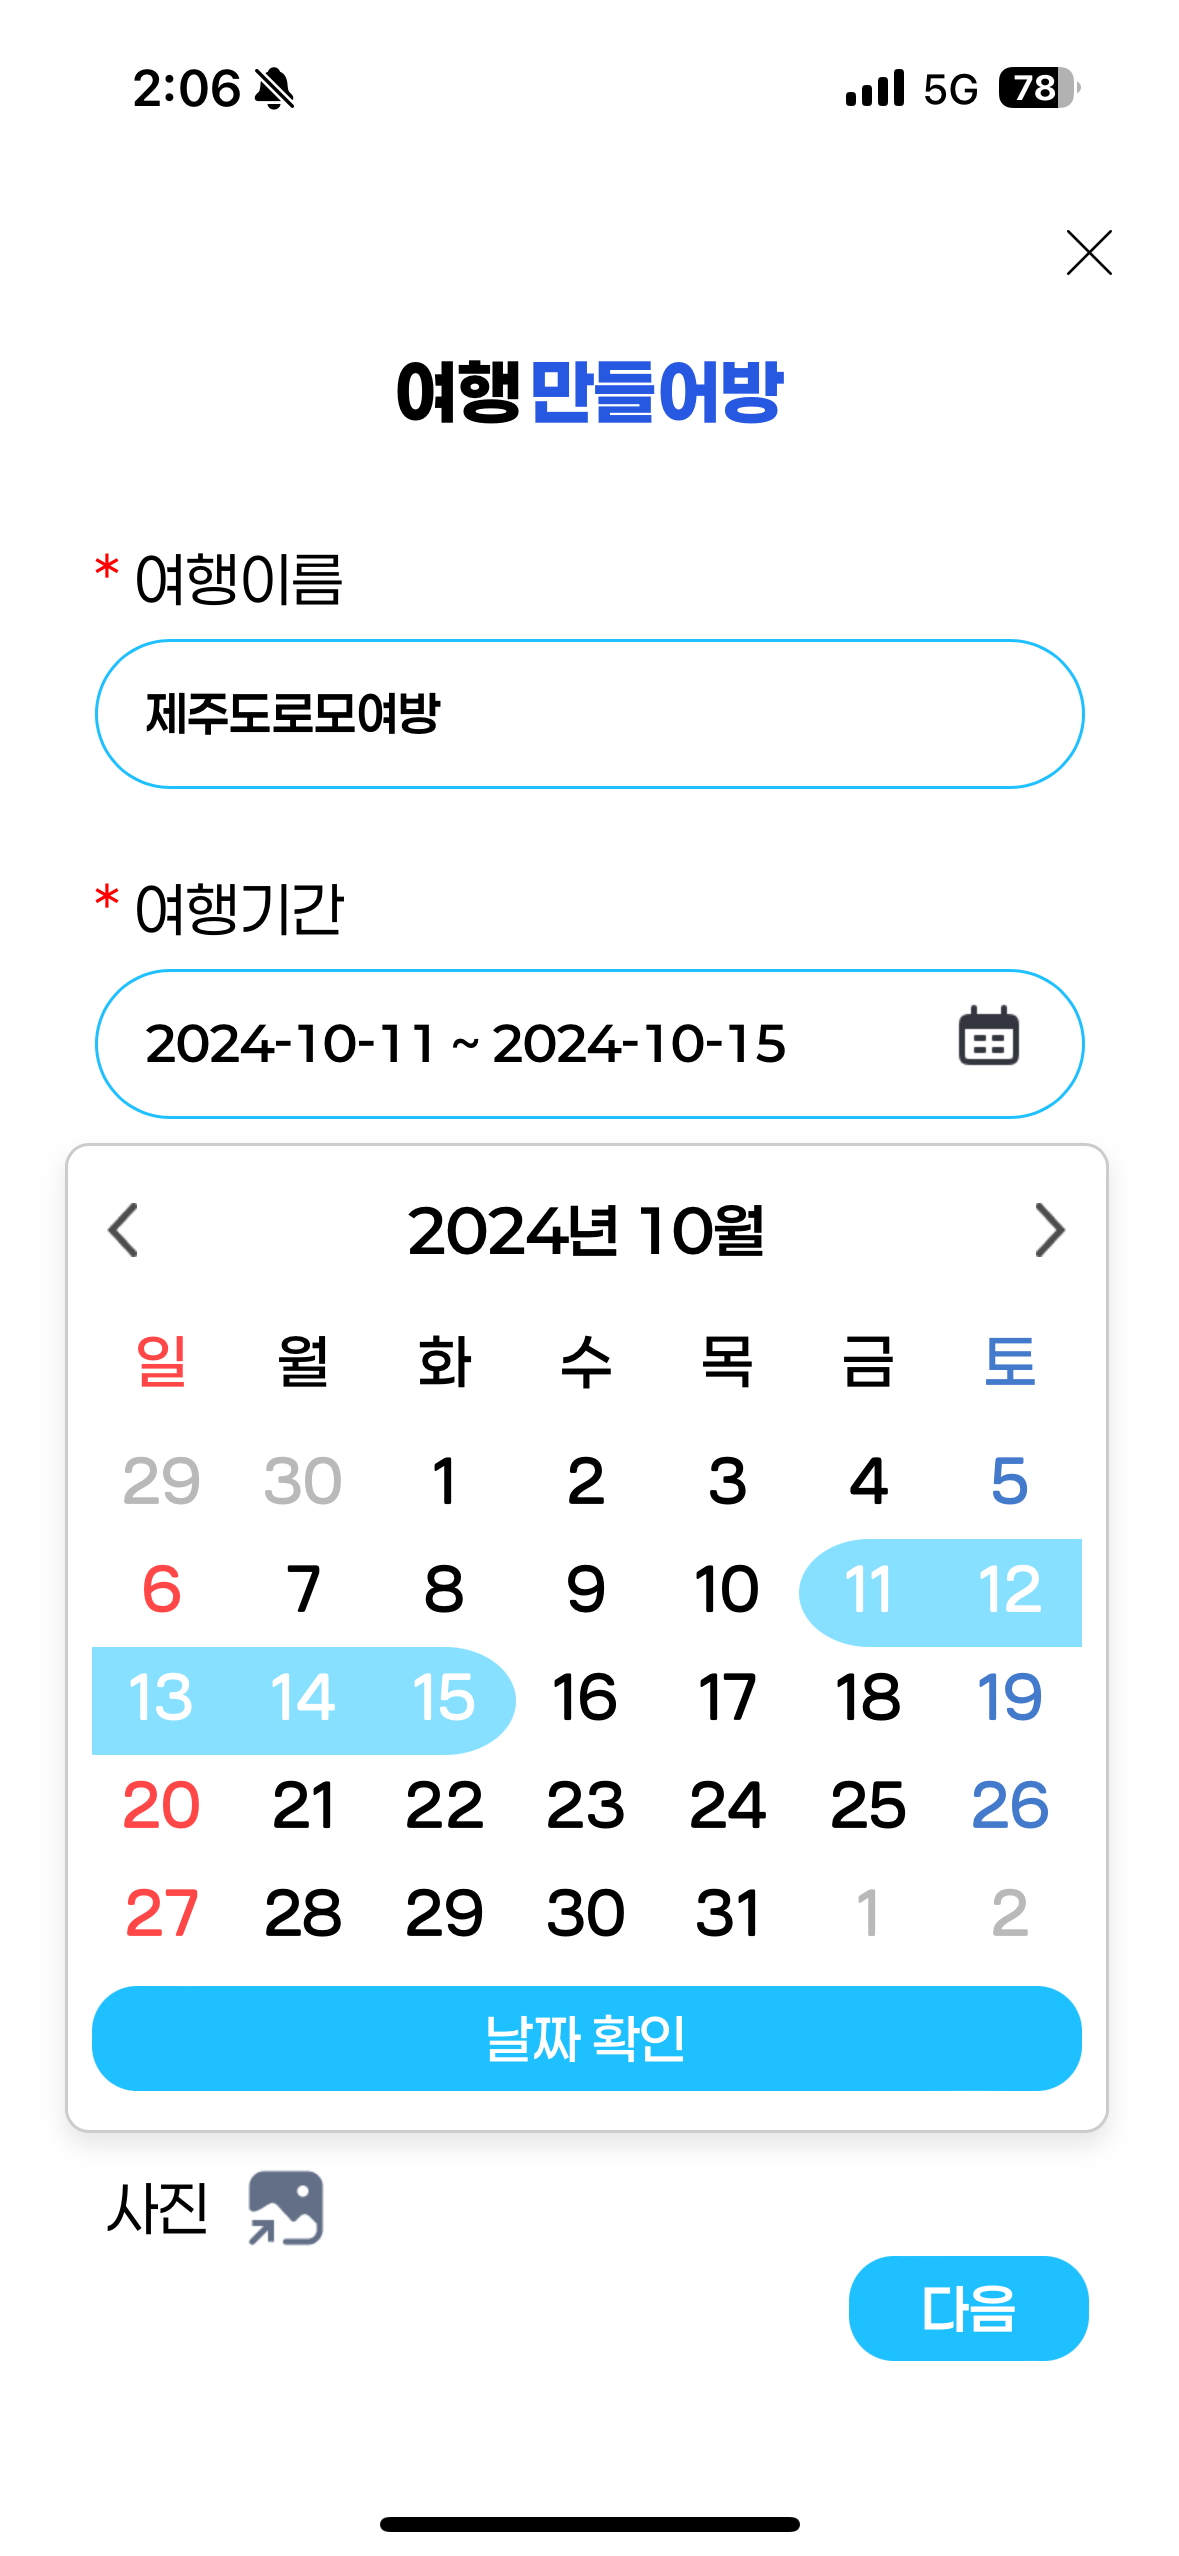 2:06 5G 78
여행 만들어방
* 여행이름
제주도로모여방
* 여행기간
2024-10-11 ~ 2024-10-15
2024년 10월
일 월 화 수 목 금 토
29 30 1 2 3 4 5
6 7 8 9 10 11 12
13 14 15 16 17 18 19
20 21 22 23 24 25 26
27 28 29 30 31 1 2
날짜 확인
사진
다음